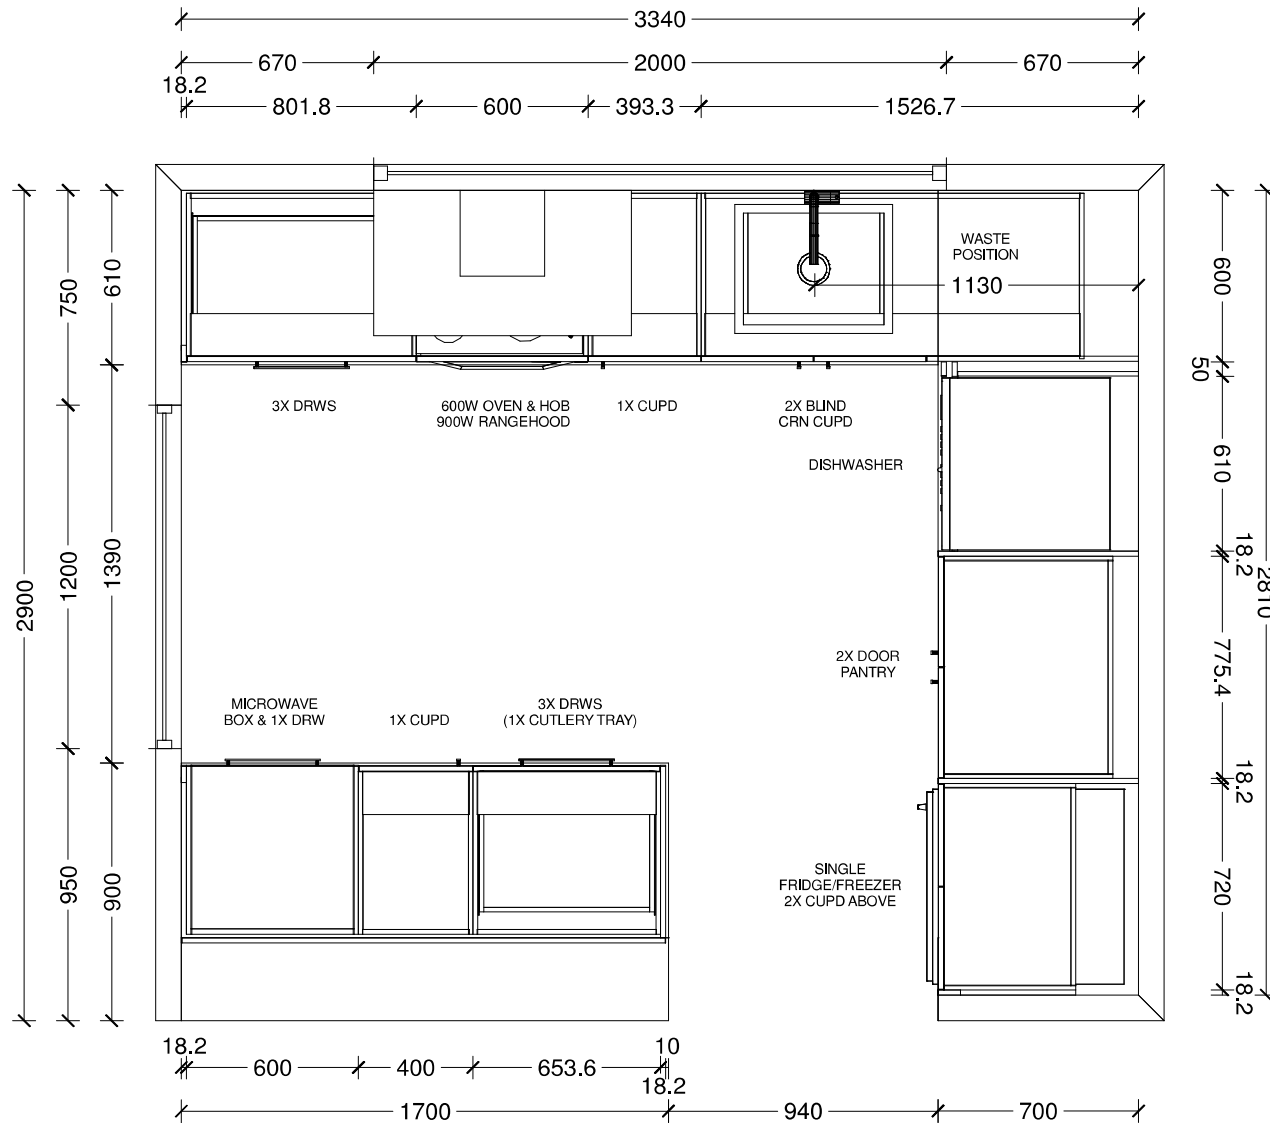 3340
670
2000
670
18.2
801.8
600
393.3
1526.7
WASTE
POSITION
1130
2900
750
1200
950
610
1390
900
600
50
610
18.2
775.4
18.2
720
18.2
2810
3X DRWS
600W OVEN & HOB
900W RANGEHOOD
1X CUPD
2X BLIND
CRN CUPD
DISHWASHER
2X DOOR
PANTRY
MICROWAVE
BOX & 1X DRW
1X CUPD
3X DRWS
(1X CUTLERY TRAY)
SINGLE
FRIDGE/FREEZER
2X CUPD ABOVE
18.2
600
400
653.6
10
18.2
1700
940
700